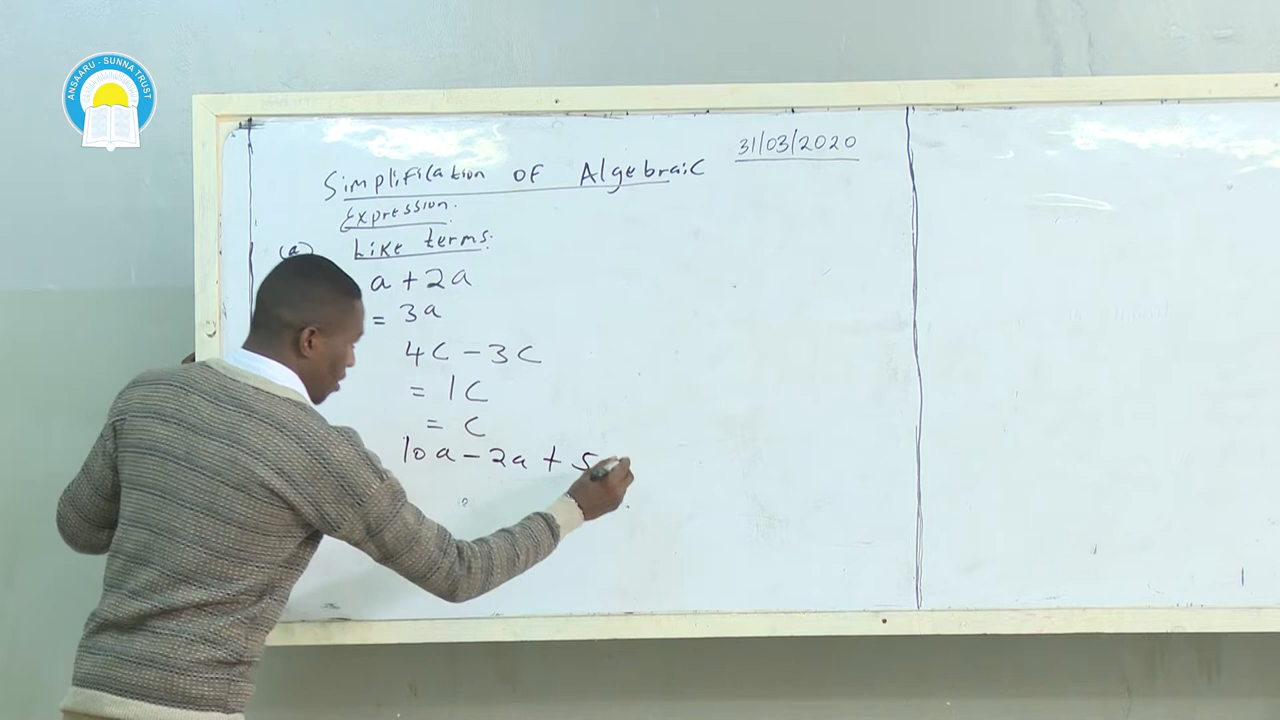 ANSAARU - SUNNA TRUST
31/03/2020
Simplification OF Algebraic
Expression.
(a) Like terms:
a + 2a
= 3a
4c - 3c
= 1c
= c
10a - 2a + 5